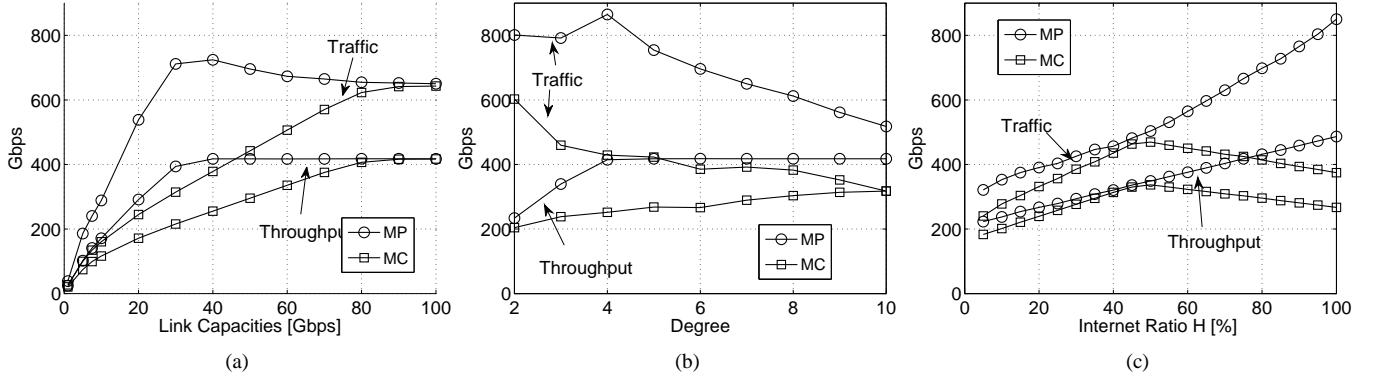 800
600
400
200
0
Gbps
0 20 40 60 80 100
Link Capacities [Gbps]
Traffic
Throughpu
MP
MC
(a)
800
600
400
200
0
Gbps
2 4 6 8 10
Degree
Traffic
Throughput
MP
MC
(b)
800
600
400
200
0
Gbps
0 20 40 60 80 100
Internet Ratio H [%]
MP
MC
Traffic
Throughput
(c)